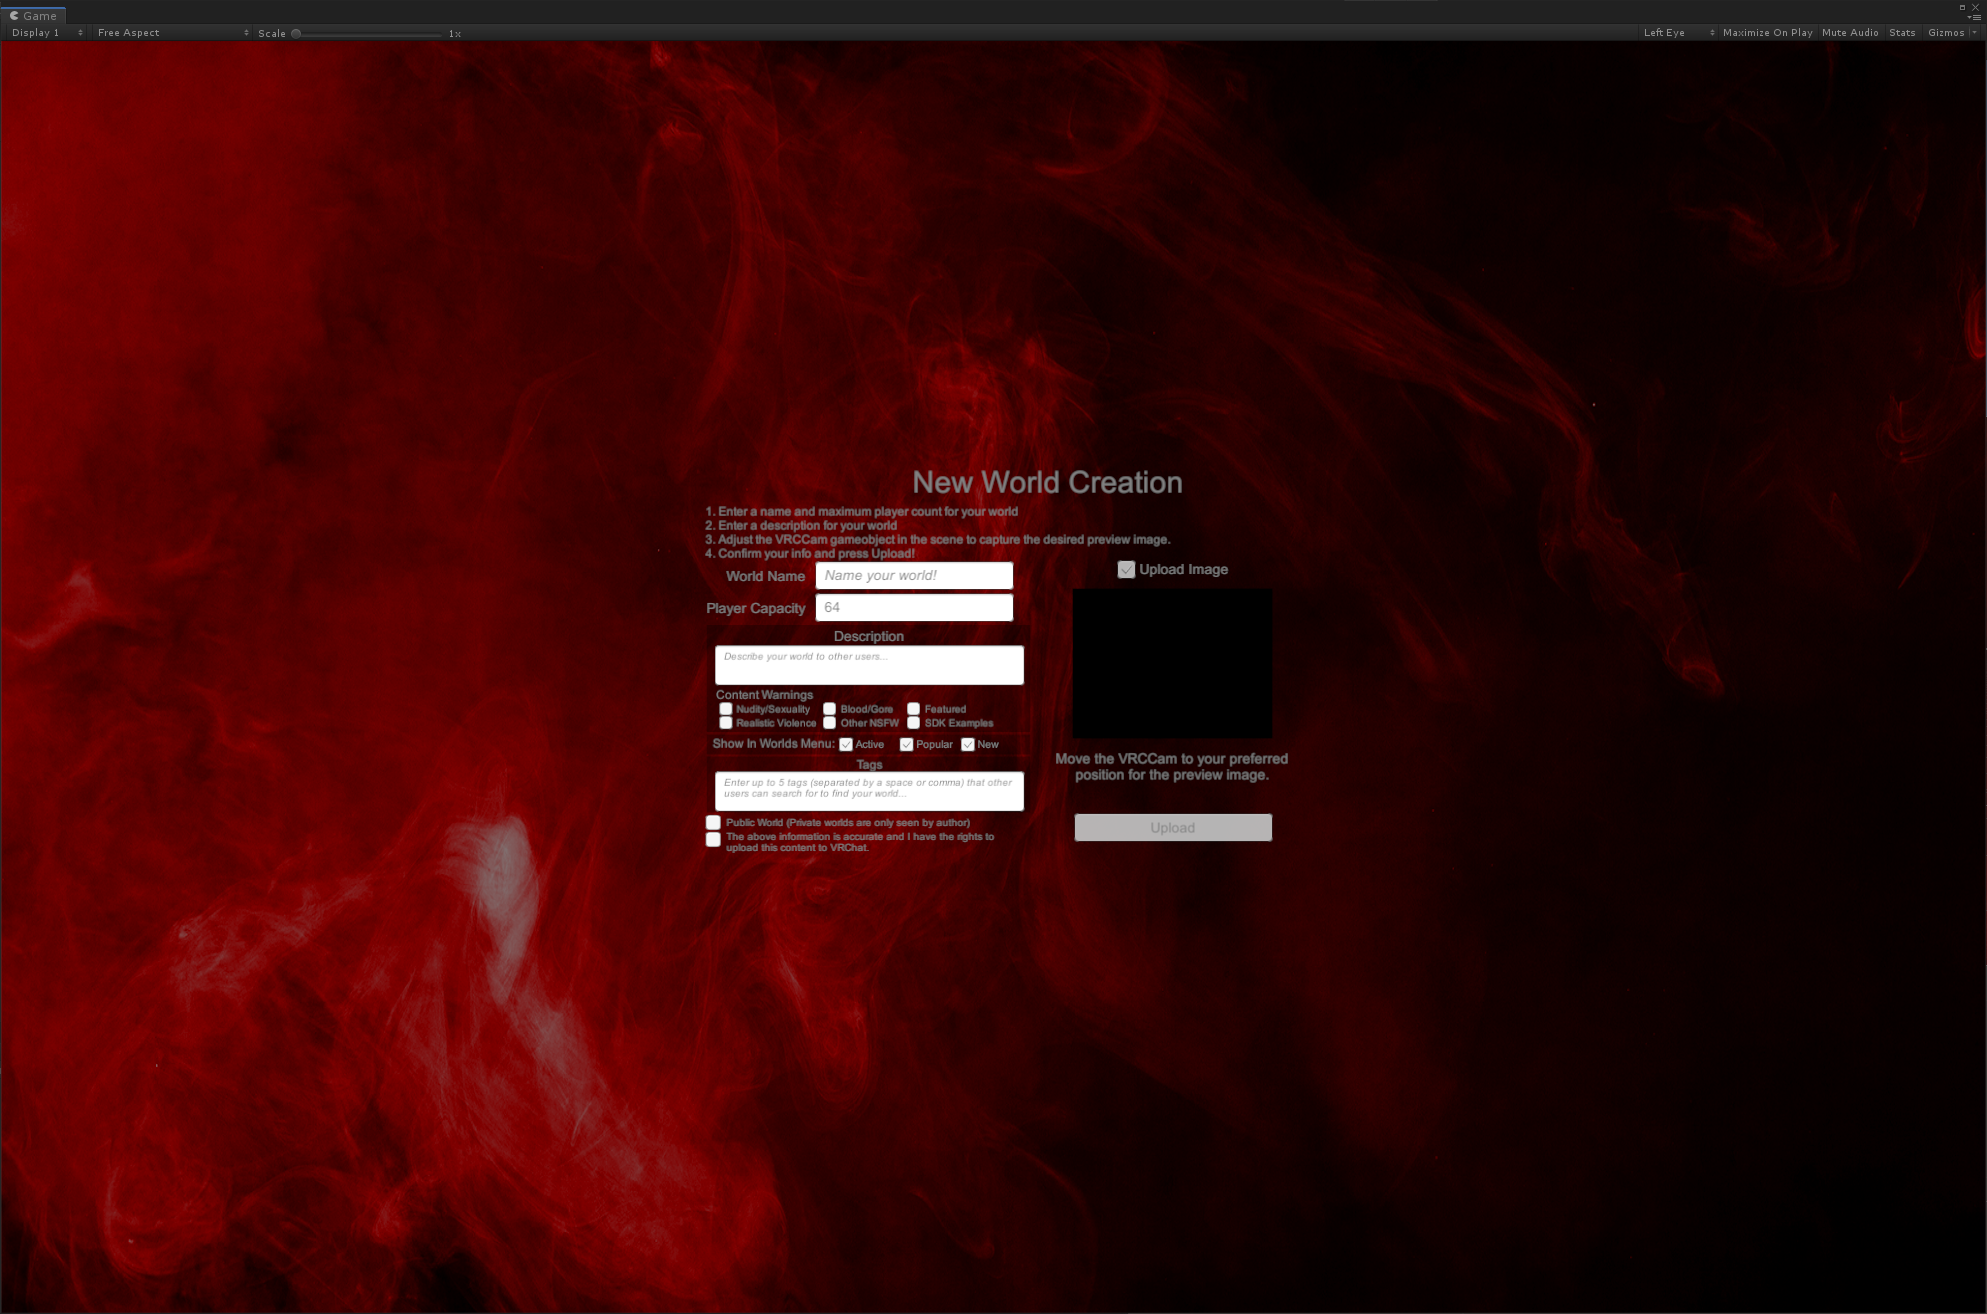 Game
Display 1
Free Aspect
Scale
1x
Left Eye
Maximize On Play
Mute Audio
Stats
Gizmos
New World Creation
1. Enter a name and maximum player count for your world
2. Enter a description for your world
3. Adjust the VRCCam gameobject in the scene to capture the desired preview image.
4. Confirm your info and press Upload!
World Name
Name your world!
Player Capacity
64
Description
Describe your world to other users...
Content Warnings
Nudity/Sexuality
Blood/Gore
Featured
Realistic Violence
Other NSFW
SDK Examples
Show In Worlds Menu:
Active
Popular
New
Tags
Enter up to 5 tags (separated by a space or comma) that other
users can search for to find your world...
Public World (Private worlds are only seen by author)
The above information is accurate and I have the rights to
upload this content to VRChat.
Upload Image
Move the VRCCam to your preferred
position for the preview image.
Upload